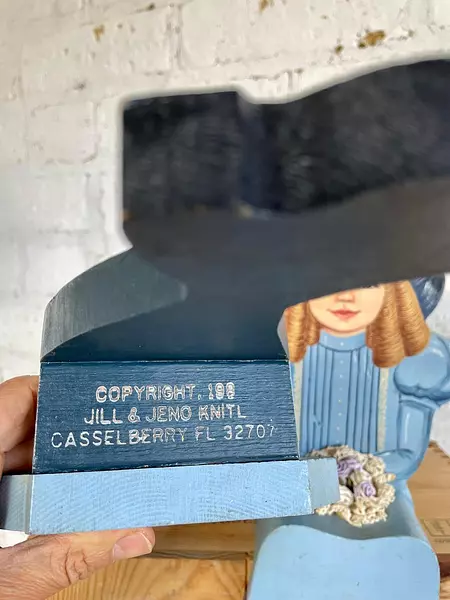 COPYRIGHT. 198
JILL & JENO KNITL
CASSELBERRY FL 32707